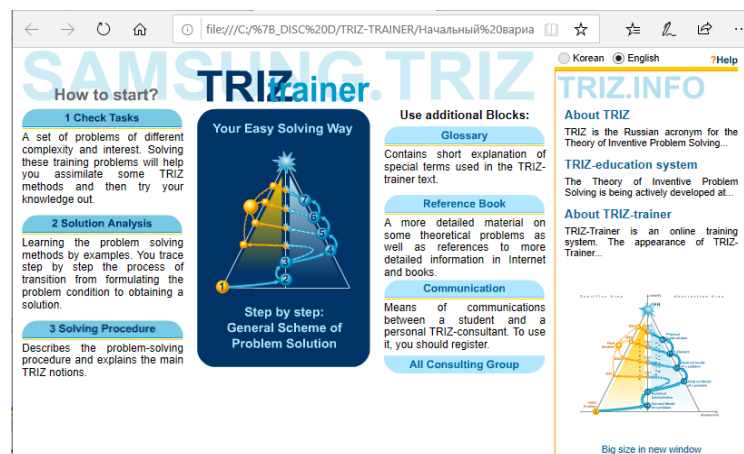 file:///C:/%7B_DISC%20D/TRIZ-TRAINER/Начальный%20вариа
SAMSUNG.TRIZ
How to start?
1 Check Tasks
A set of problems of different
complexity and interest. Solving
these training problems will help
you assimilate some TRIZ
methods and then try your
knowledge out.
2 Solution Analysis
Learning the problem solving
methods by examples. You trace
step by step the process of
transition from formulating the
problem condition to obtaining a
solution.
3 Solving Procedure
Describes the problem-solving
procedure and explains the main
TRIZ notions.
TRIZ
trainer
Your Easy Solving Way
7
6
5
4
3
2
1
Step by step:
General Scheme of
Problem Solution
Use additional Blocks:
Glossary
Contains short explanation of
special terms used in the TRIZ-
trainer text.
Reference Book
A more detailed material on
some theoretical problems as
well as references to more
detailed information in Internet
and books.
Communication
Means of communications
between a student and a
personal TRIZ-consultant. To use
it, you should register.
All Consulting Group
Korean English ?Help
TRIZ.INFO
About TRIZ
TRIZ is the Russian acronym for the
Theory of Inventive Problem Solving...
TRIZ-education system
The Theory of Inventive Problem
Solving is being actively developed at...
About TRIZ-trainer
TRIZ-Trainer is an online training
system. The appearance of TRIZ-
Trainer...
Big size in new window